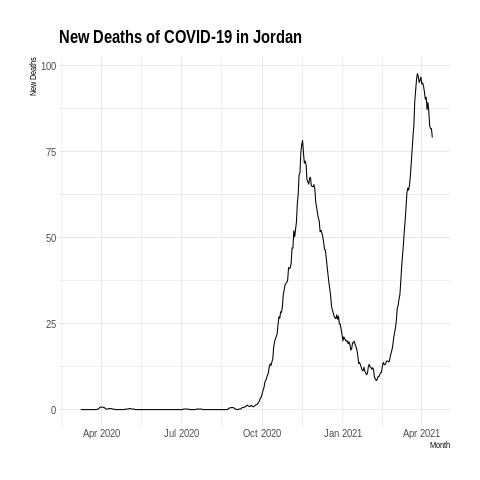 New Deaths of COVID-19 in Jordan
New Deaths
100
75
50
25
0
Apr 2020 Jul 2020 Oct 2020 Jan 2021 Apr 2021
Month